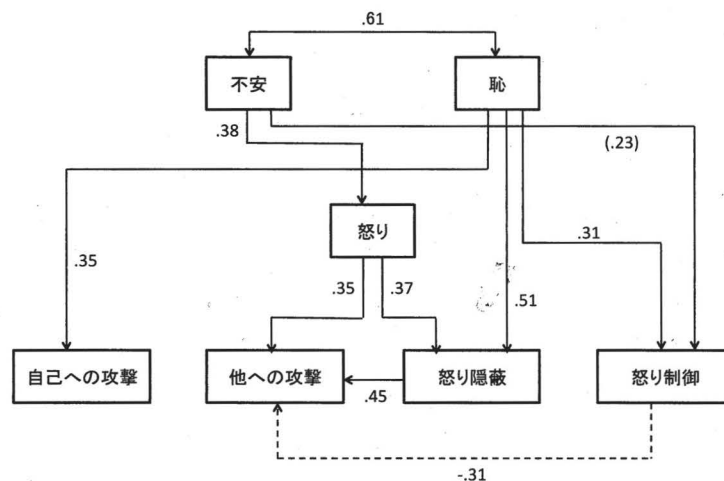 .61
不安
恥
.38
(.23)
怒り
.31
.35
.35
.37
.51
自己への攻撃
他への攻撃
.45
怒り隠蔽
怒り制御
-.31